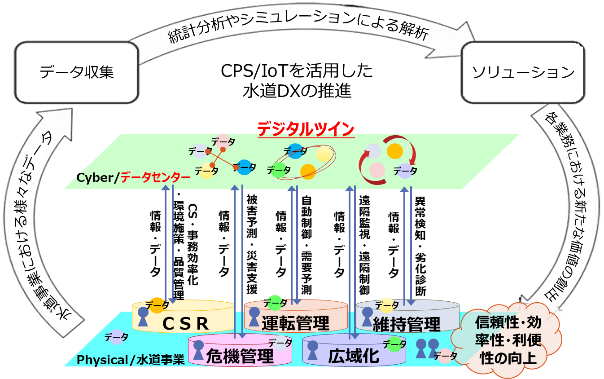 統計分析やシミュレーションによる解析
データ収集
CPS/IoTを活用した
水道DXの推進
ソリューション
水道事業における様々なデータ
各業務における新たな価値の創出
デジタルツイン
データ
データ
データ
データ
データ
データ
データ
Cyber/データセンター
情報・データ
CS・事務効率化
・環境施策・品質管理
情報・データ
被害予測・災害支援
情報・データ
自動制御・需要予測
情報・データ
遠隔監視・遠隔制御
情報・データ
異常検知・劣化診断
データ
データ
データ
CSR
運転管理
維持管理
データ
データ
データ
データ
危機管理
広域化
Physical/水道事業
信頼性・効
率性・利便
性の向上